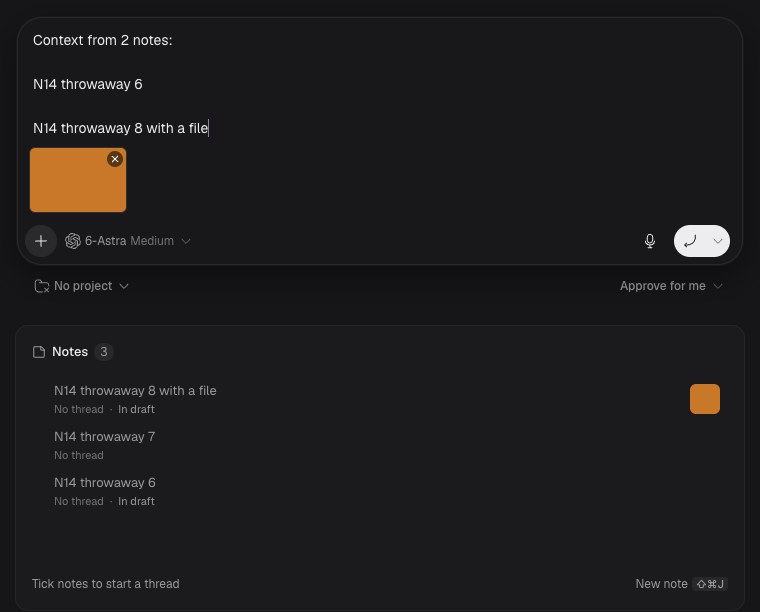 Context from 2 notes:
N14 throwaway 6
N14 throwaway 8 with a file
6-Astra Medium
No project
Approve for me
Notes 3
N14 throwaway 8 with a file
No thread · In draft
N14 throwaway 7
No thread
N14 throwaway 6
No thread · In draft
Tick notes to start a thread
New note ⇧⌘J